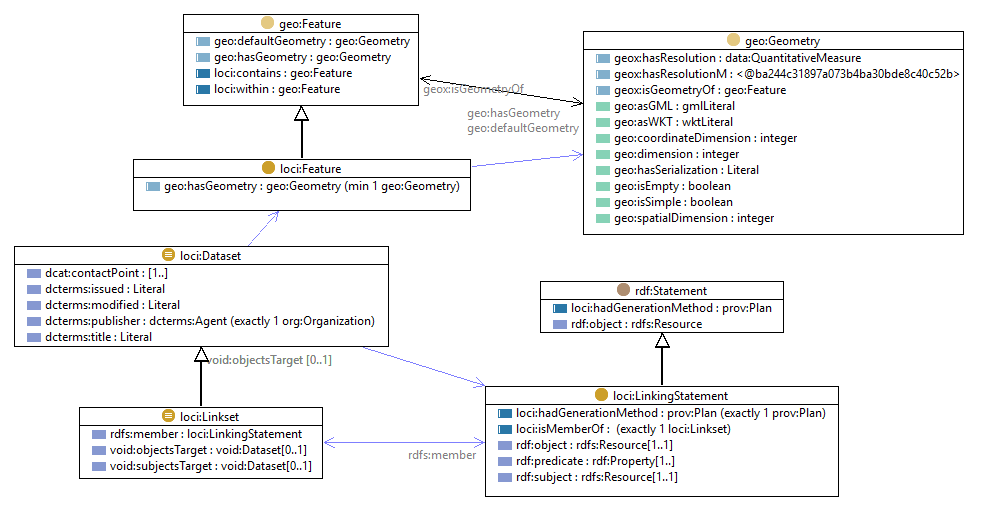 geo:Feature
geo:defaultGeometry : geo:Geometry
geo:hasGeometry : geo:Geometry
loci:contains : geo:Feature
loci:within : geo:Feature
geo:Geometry
geox:hasResolution : data:QuantitativeMeasure
geox:hasResolutionM : <@ba244c31897a073b4ba30bde8c40c52b>
geox:isGeometryOf : geo:Feature
geo:asGML : gmlLiteral
geo:asWKT : wktLiteral
geo:coordinateDimension : integer
geo:dimension : integer
geo:hasSerialization : Literal
geo:isEmpty : boolean
geo:isSimple : boolean
geo:spatialDimension : integer
geox:isGeometryOf
geo:hasGeometry
geo:defaultGeometry
loci:Feature
geo:hasGeometry : geo:Geometry (min 1 geo:Geometry)
loci:Dataset
dcat:contactPoint : [1..]
dcterms:issued : Literal
dcterms:modified : Literal
dcterms:publisher : dcterms:Agent (exactly 1 org:Organization)
dcterms:title : Literal
rdf:Statement
loci:hadGenerationMethod : prov:Plan
rdf:object : rdfs:Resource
void:objectsTarget [0..1]
loci:Linkset
rdfs:member : loci:LinkingStatement
void:objectsTarget : void:Dataset[0..1]
void:subjectsTarget : void:Dataset[0..1]
rdfs:member
loci:LinkingStatement
loci:hadGenerationMethod : prov:Plan (exactly 1 prov:Plan)
loci:isMemberOf :  (exactly 1 loci:Linkset)
rdf:object : rdfs:Resource[1..1]
rdf:predicate : rdf:Property[1..]
rdf:subject : rdfs:Resource[1..1]